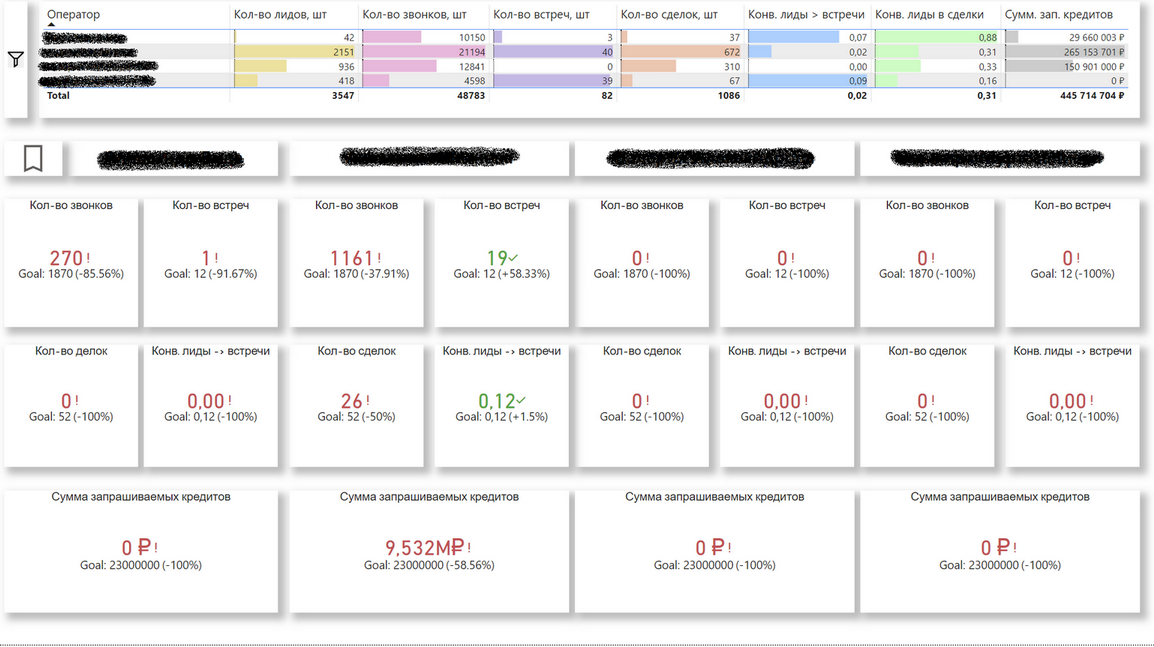 Оператор Кол-во лидов, шт Кол-во звонков, шт Кол-во встреч, шт Кол-во сделок, шт Конв. лиды > встречи Конв. лиды в сделки Сумм. зап. кредитов
42 10150 3 37 0,07 0,88 29 660 003 ₽
2151 21194 40 672 0,02 0,31 265 153 701 ₽
936 12841 0 310 0,00 0,33 150 901 000 ₽
418 4598 39 67 0,09 0,16 0 ₽
Total 3547 48783 82 1086 0,02 0,31 445 714 704 ₽
Кол-во звонков Кол-во встреч Кол-во звонков Кол-во встреч Кол-во звонков Кол-во встреч Кол-во звонков Кол-во встреч
270! 1! 1161! 19 0! 0! 0! 0!
Goal: 1870 (-85.56%) Goal: 12 (-91.67%) Goal: 1870 (-37.91%) Goal: 12 (+58.33%) Goal: 1870 (-100%) Goal: 12 (-100%) Goal: 1870 (-100%) Goal: 12 (-100%)
Кол-во делок Конв. лиды -> встречи Кол-во сделок Конв. лиды -> встречи Кол-во сделок Конв. лиды -> встречи Кол-во сделок Конв. лиды -> встречи
0! 0,00! 26! 0,12 0! 0,00! 0! 0,00!
Goal: 52 (-100%) Goal: 0,12 (-100%) Goal: 52 (-50%) Goal: 0,12 (+1.5%) Goal: 52 (-100%) Goal: 0,12 (-100%) Goal: 52 (-100%) Goal: 0,12 (-100%)
Сумма запрашиваемых кредитов Сумма запрашиваемых кредитов Сумма запрашиваемых кредитов Сумма запрашиваемых кредитов
0 ₽! 9,532M₽! 0 ₽! 0 ₽!
Goal: 23000000 (-100%) Goal: 23000000 (-58.56%) Goal: 23000000 (-100%) Goal: 23000000 (-100%)